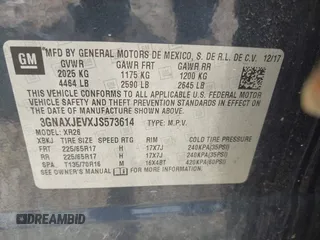 GM
MFD BY GENERAL MOTORS DE MEXICO, S. DE R.L. DE C.V. 12/17
GVWR GAWR FRT GAWR RR
2025 KG 1175 KG 1200 KG
4464 LB 2590 LB 2645 LB
THIS VEHICLE CONFORMS TO ALL APPLICABLE U.S. FEDERAL
MOTOR VEHICLE SAFETY STANDARDS IN EFFECT ON THE
DATE OF MANUFACTURE SHOWN ABOVE.
3GNAXJEVXJS573614 TYPE: M.P.V.
MODEL: XR26
XBKJ TIRE SIZE SPEED RTG RIM COLD TIRE PRESSURE
FRT 225/65R17 H 17X7J 240KPA(35PSI)
RR 225/65R17 H 17X7J 240KPA(35PSI)
SPA T135/70R16 M 16X4BT 420KPA(60PSI)
SEE OWNER'S MANUAL FOR MORE INFORMATION.
DRIVEBIDAMID